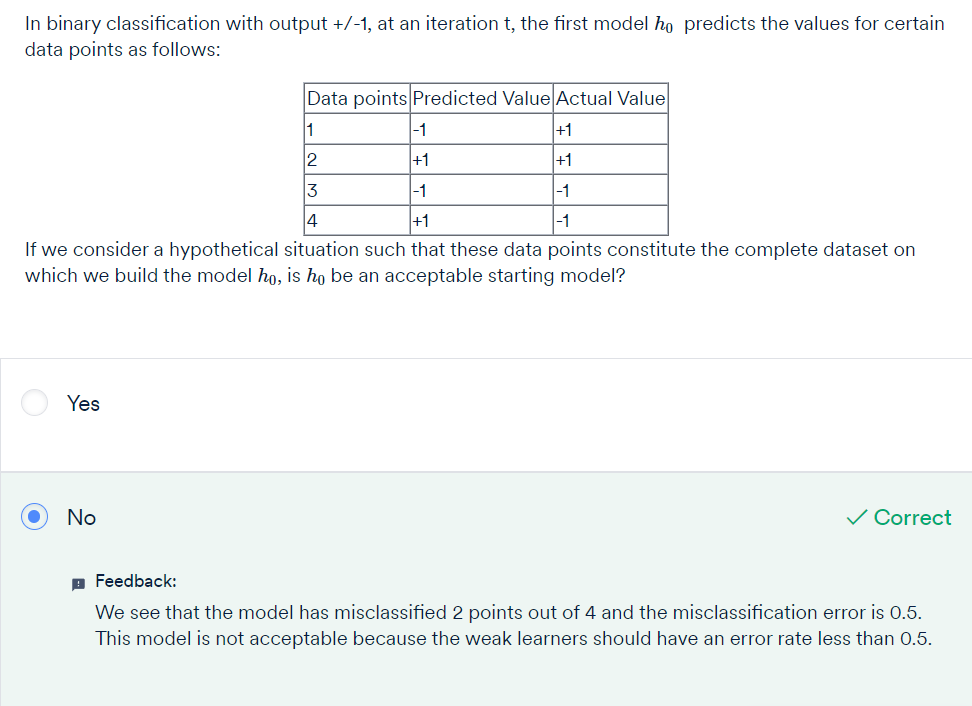 In binary classification with output +/-1, at an iteration t, the first model h₀ predicts the values for certain
data points as follows:
Data points Predicted Value Actual Value
1 -1 +1
2 +1 +1
3 -1 -1
4 +1 -1
If we consider a hypothetical situation such that these data points constitute the complete dataset on
which we build the model h₀, is h₀ be an acceptable starting model?
Yes
No ✓ Correct
Feedback:
We see that the model has misclassified 2 points out of 4 and the misclassification error is 0.5.
This model is not acceptable because the weak learners should have an error rate less than 0.5.